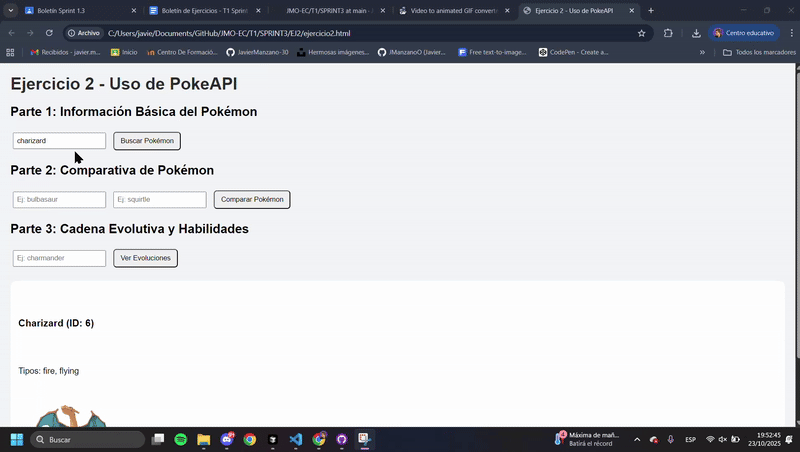 Boletín Sprint 1.3
Boletín de Ejercicios - T1 Sprint
JMO-EC/T1/SPRINT3 at main
Video to animated GIF converte
Ejercicio 2 - Uso de PokeAPI
Archivo
C:/Users/javie/Documents/GitHub/JMO-EC/T1/SPRINT3/EJ2/ejercicio2.html
Centro educativo
Recibidos - javier.m...
Inicio
Centro De Formació...
JavierManzano-30
Hermosas imágenes...
JManzanoO (Javier...
Free text-to-image...
CodePen - Create a...
Todos los marcadores
Ejercicio 2 - Uso de PokeAPI
Parte 1: Información Básica del Pokémon
charizard
Buscar Pokémon
Parte 2: Comparativa de Pokémon
Ej: bulbasaur
Ej: squirtle
Comparar Pokémon
Parte 3: Cadena Evolutiva y Habilidades
Ej: charmander
Ver Evoluciones
Charizard (ID: 6)
Tipos: fire, flying
Buscar
Máxima de mañ...
Batirá el récord
ESP
19:52:45
23/10/2025